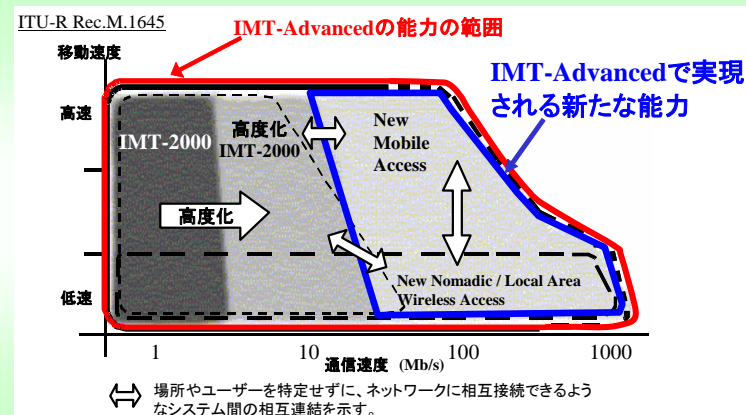 ITU-R Rec.M.1645
IMT-Advancedの能力の範囲
移動速度
IMT-Advancedで実現
される新たな能力
高速
IMT-2000
高度化
IMT-2000
New
Mobile
Access
高度化
New Nomadic / Local Area
Wireless Access
低速
1
10
100
1000
通信速度 (Mb/s)
場所やユーザーを特定せずに、ネットワークに相互接続できるよう
なシステム間の相互連結を示す。